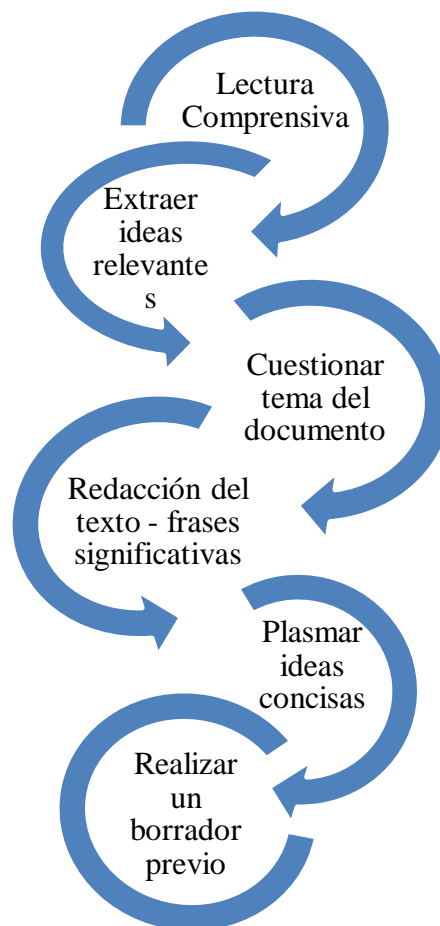 Lectura
Comprensiva
Extraer
ideas
relevante
s
Cuestionar
tema del
documento
Redacción del
texto - frases
significativas
Plasmar
ideas
concisas
Realizar
un
borrador
previo